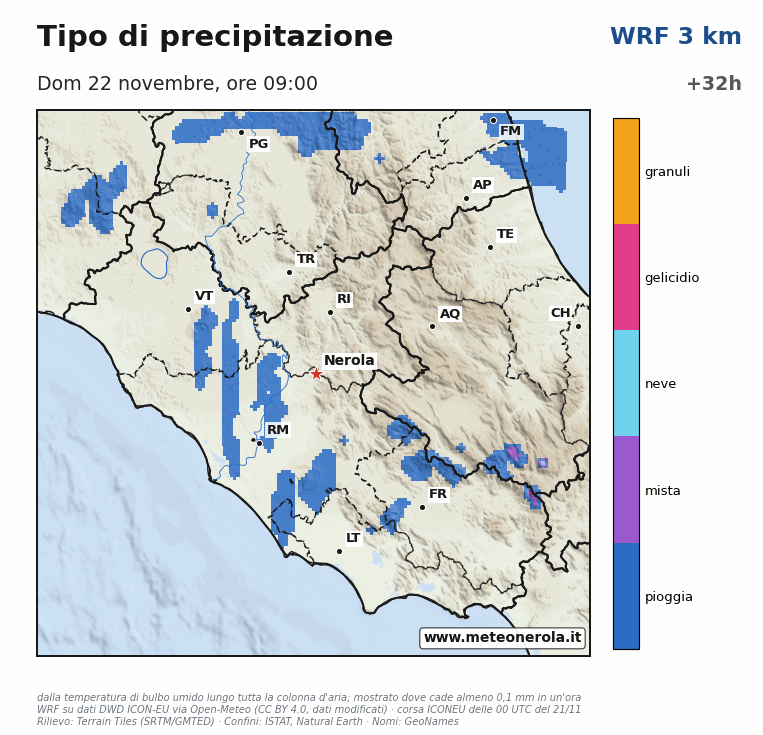 Tipo di precipitazione
WRF 3 km
Dom 22 novembre, ore 09:00
+32h
FM
PG
AP
TE
TR
VT
RI
AQ
CH
Nerola
RM
FR
LT
www.meteonerola.it
granuli
gelicidio
neve
mista
pioggia
dalla temperatura di bulbo umido lungo tutta la colonna d'aria; mostrato dove cade almeno 0,1 mm in un'ora
WRF su dati DWD ICON-EU via Open-Meteo (CC BY 4.0, dati modificati) · corsa ICONEU delle 00 UTC del 21/11
Rilievo: Terrain Tiles (SRTM/GMTED) · Confini: ISTAT, Natural Earth · Nomi: GeoNames